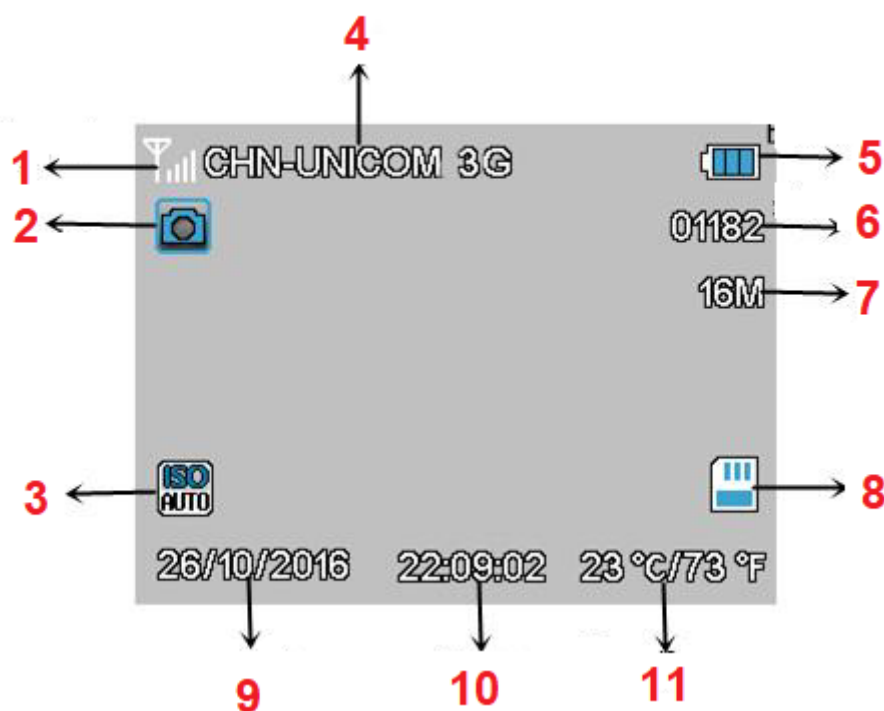 4
1 CHN-UNICOM 3G 5
2 01182 6
16M 7
3 ISO AUTO 8
26/10/2016 22:09:02 23 °C/73 °F
9 10 11